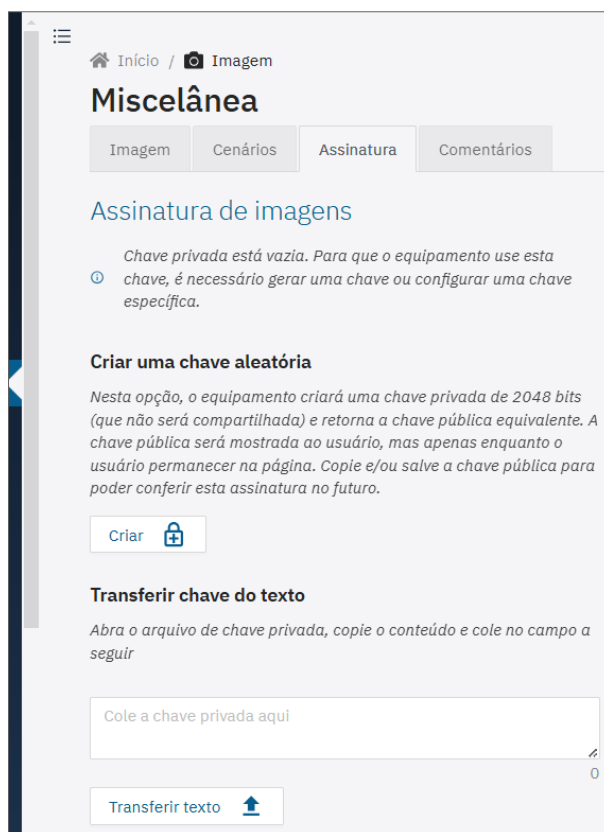 Início / Imagem
Miscelânea
Imagem Cenários Assinatura Comentários
Assinatura de imagens
Chave privada está vazia. Para que o equipamento use esta
chave, é necessário gerar uma chave ou configurar uma chave
específica.
Criar uma chave aleatória
Nesta opção, o equipamento criará uma chave privada de 2048 bits
(que não será compartilhada) e retorna a chave pública equivalente. A
chave pública será mostrada ao usuário, mas apenas enquanto o
usuário permanecer na página. Copie e/ou salve a chave pública para
poder conferir esta assinatura no futuro.
Criar
Transferir chave do texto
Abra o arquivo de chave privada, copie o conteúdo e cole no campo a
seguir
Cole a chave privada aqui
0
Transferir texto